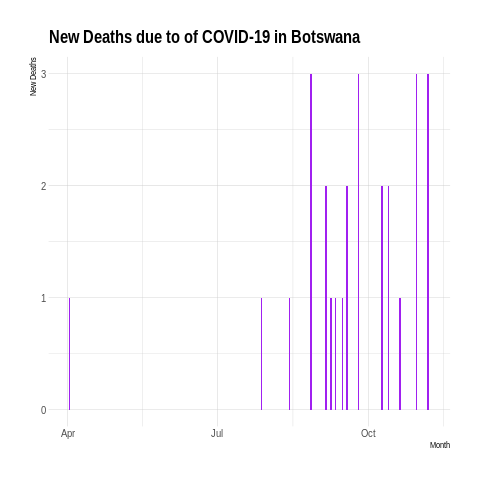 New Deaths due to of COVID-19 in Botswana
New Deaths
3
2
1
0
Apr Jul Oct
Month